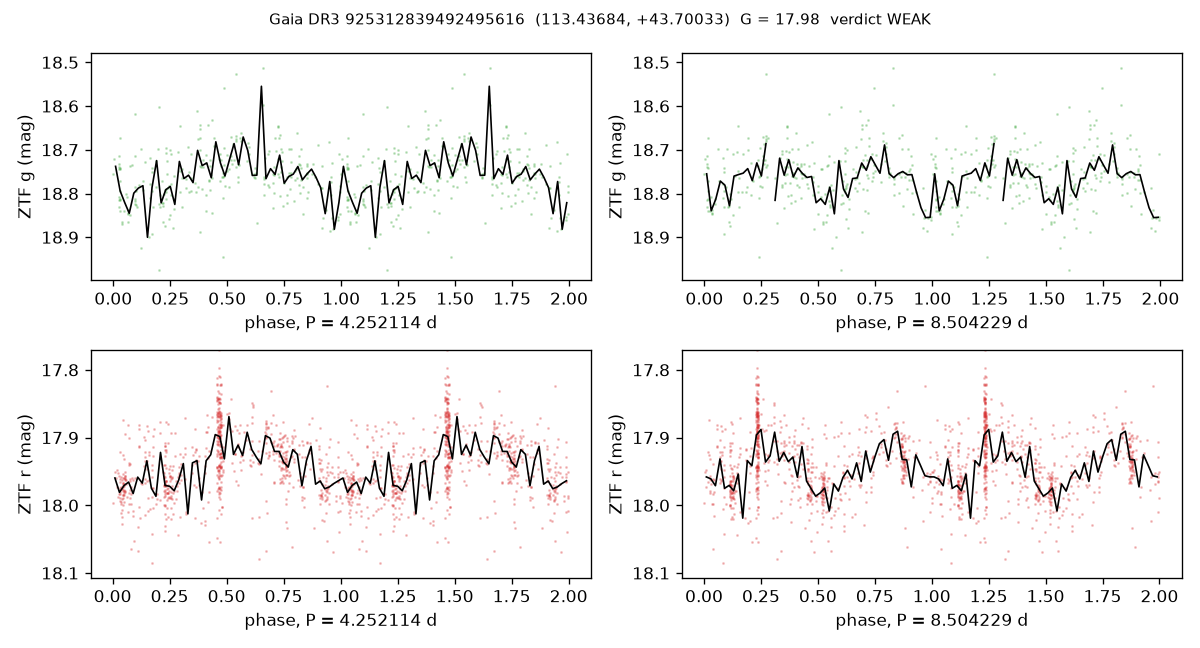 Gaia DR3 925312839492495616  (113.43684, +43.70033)  G = 17.98  verdict WEAK
ZTF g (mag)
18.5
18.6
18.7
18.8
18.9
0.00 0.25 0.50 0.75 1.00 1.25 1.50 1.75 2.00
phase, P = 4.252114 d
ZTF g (mag)
18.5
18.6
18.7
18.8
18.9
0.00 0.25 0.50 0.75 1.00 1.25 1.50 1.75 2.00
phase, P = 8.504229 d
ZTF r (mag)
17.8
17.9
18.0
18.1
0.00 0.25 0.50 0.75 1.00 1.25 1.50 1.75 2.00
phase, P = 4.252114 d
ZTF r (mag)
17.8
17.9
18.0
18.1
0.00 0.25 0.50 0.75 1.00 1.25 1.50 1.75 2.00
phase, P = 8.504229 d